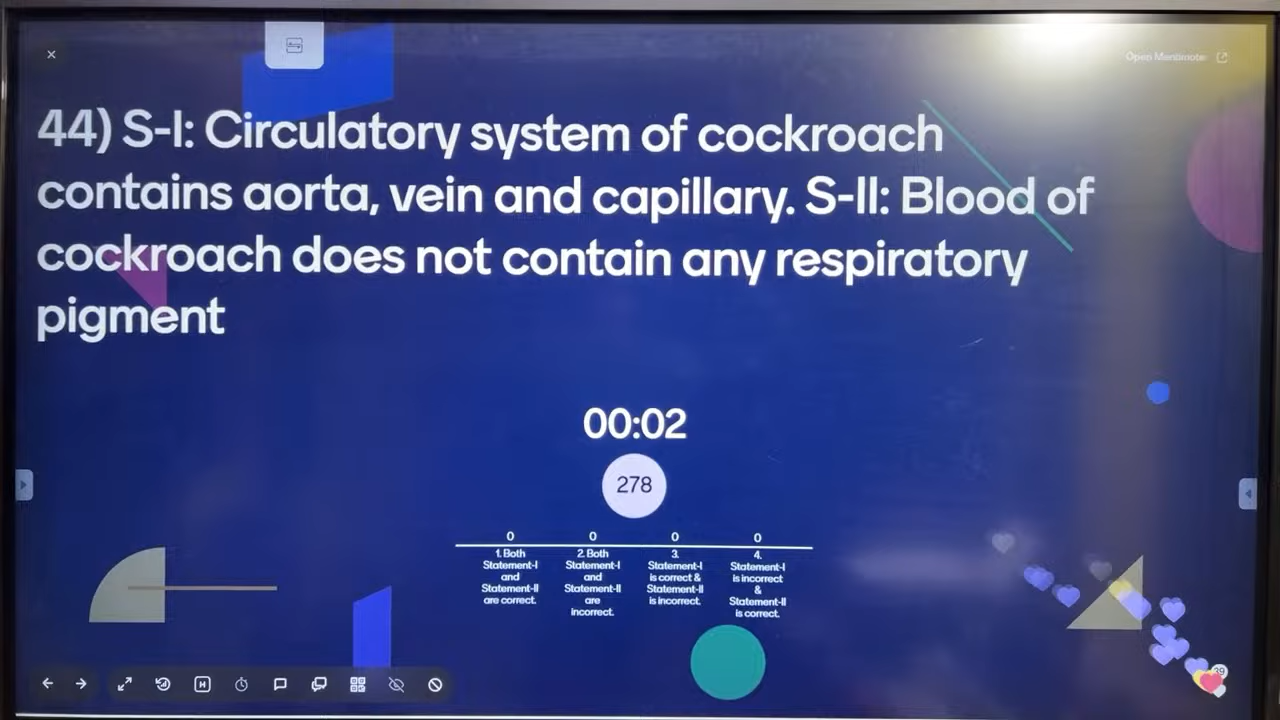 Open Mentimeter
44) S-I: Circulatory system of cockroach
contains aorta, vein and capillary. S-II: Blood of
cockroach does not contain any respiratory
pigment
00:02
278
0 0 0 0
1. Both
Statement-I
and
Statement-II
are correct.
2. Both
Statement-I
and
Statement-II
are
incorrect.
3.
Statement-I
is correct &
Statement-II
is incorrect.
4.
Statement-I
is incorrect
&
Statement-II
is correct.
H
39